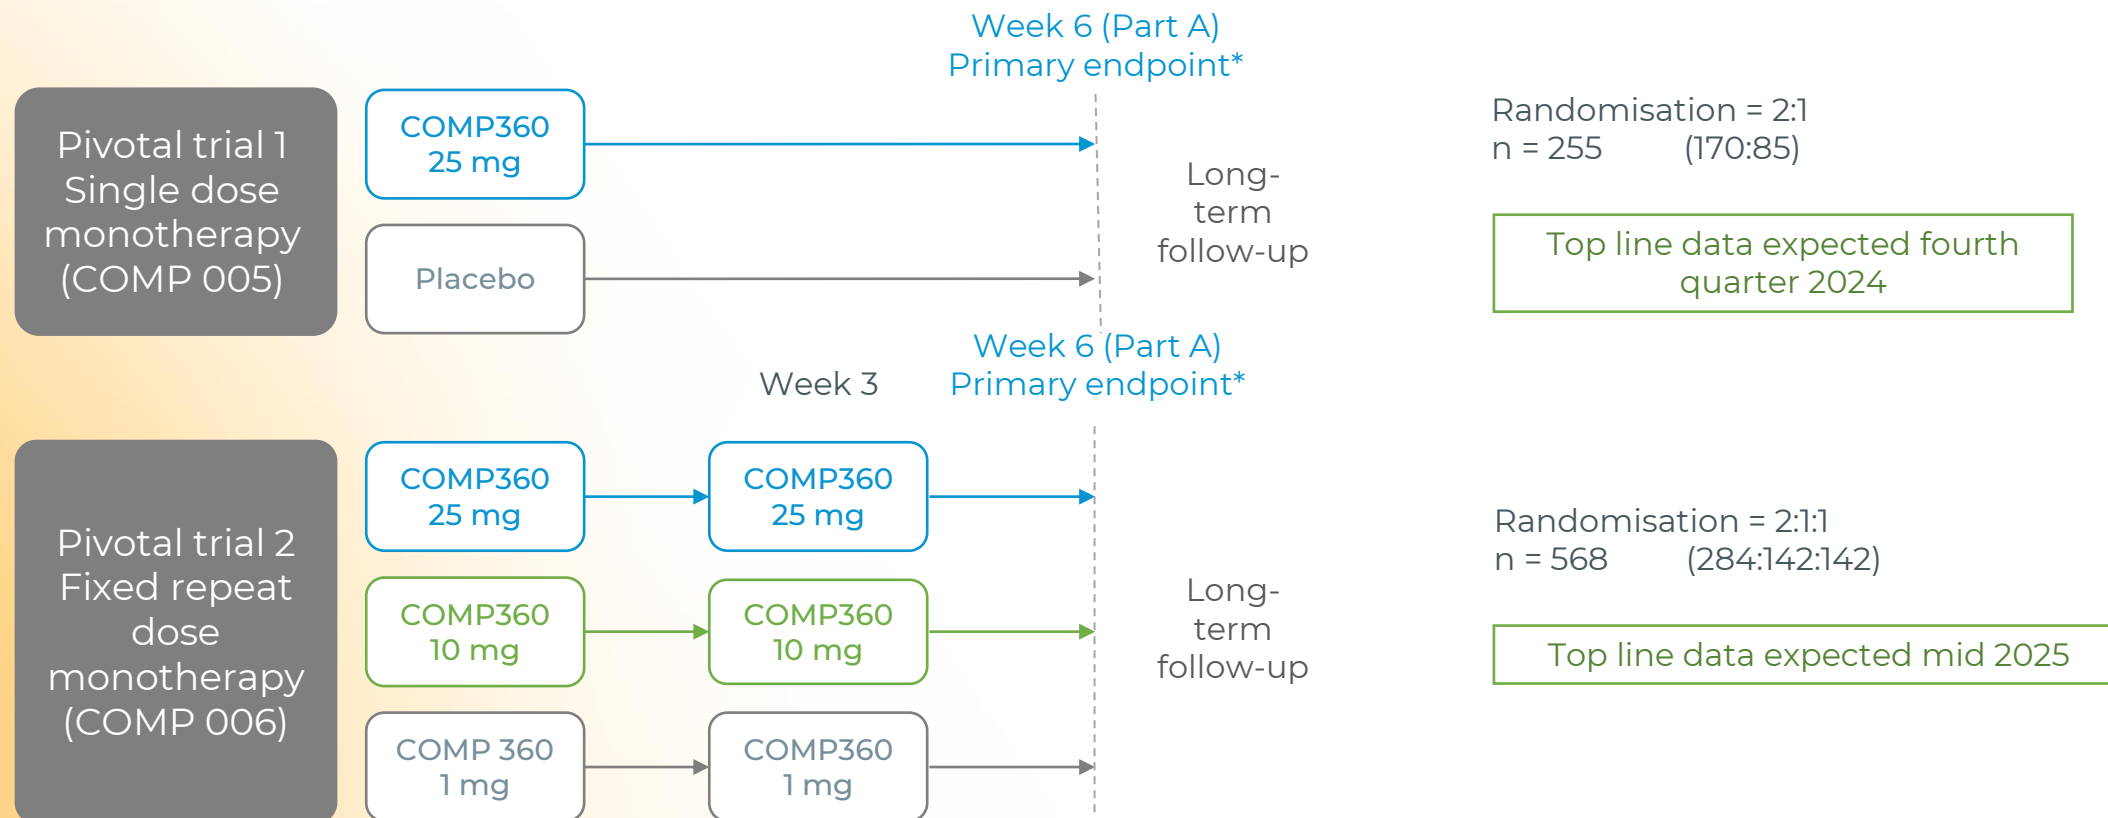 Week 6 (Part A)
Primary endpoint*
Pivotal trial 1
Single dose
monotherapy
(COMP 005)
COMP360
25 mg
Placebo
Long-
term
follow-up
Randomisation = 2:1
n = 255 (170:85)
Top line data expected fourth
quarter 2024
Week 3
Week 6 (Part A)
Primary endpoint*
Pivotal trial 2
Fixed repeat
dose
monotherapy
(COMP 006)
COMP360
25 mg
COMP360
25 mg
COMP360
10 mg
COMP360
10 mg
COMP 360
1 mg
COMP360
1 mg
Long-
term
follow-up
Randomisation = 2:1:1
n = 568 (284:142:142)
Top line data expected mid 2025